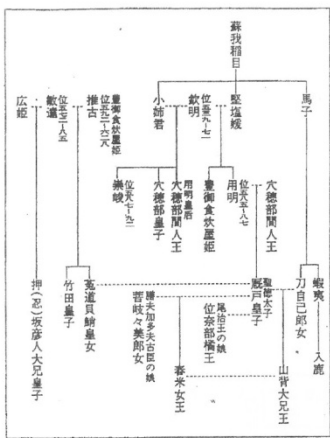 蘇我稲目
馬子
堅塩媛
欽明
位五三九-七一
小姉君
豊御食炊屋姫
推古
位五九二-六二八
敏達
位五七二-八五
広姫
穴穂部間人王
用明
位五八五-八七
豊御食炊屋姫
用明皇后
穴穂部間人王
穴穂部皇子
崇峻
位五八七-九二
蝦夷
入鹿
刀自己郎女
聖徳太子
厩戸皇子
尾治王の娘
位奈部橘王
膳夫加多夫古臣の娘
菩岐々美郎女
菟道貝鮹皇女
竹田皇子
押(忍)坂彦人大兄皇子
山背大兄王
舂米女王